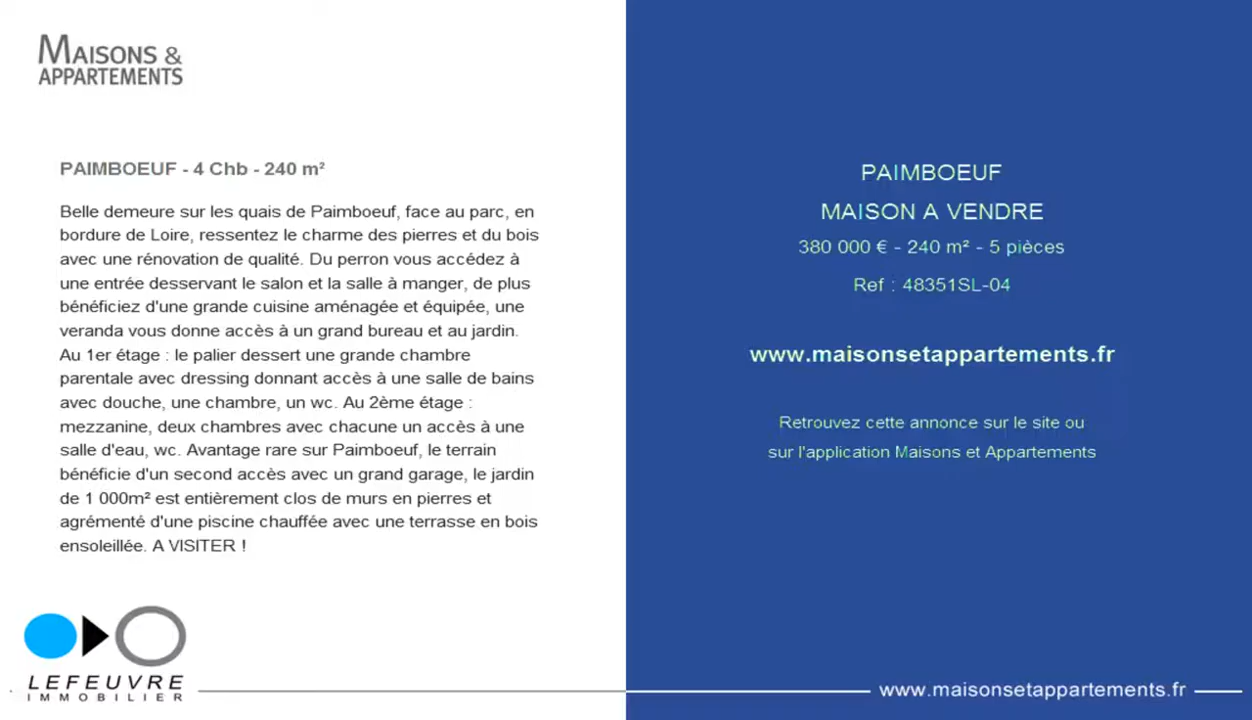 MAISONS &
APPARTEMENTS
PAIMBOEUF - 4 Chb - 240 m²
Belle demeure sur les quais de Paimboeuf, face au parc, en
bordure de Loire, ressentez le charme des pierres et du bois
avec une rénovation de qualité. Du perron vous accédez à
une entrée desservant le salon et la salle à manger, de plus
bénéficiez d'une grande cuisine aménagée et équipée, une
veranda vous donne accès à un grand bureau et au jardin.
Au 1er étage : le palier dessert une grande chambre
parentale avec dressing donnant accès à une salle de bains
avec douche, une chambre, un wc. Au 2ème étage :
mezzanine, deux chambres avec chacune un accès à une
salle d'eau, wc. Avantage rare sur Paimboeuf, le terrain
bénéficie d'un second accès avec un grand garage, le jardin
de 1 000m² est entièrement clos de murs en pierres et
agrémenté d'une piscine chauffée avec une terrasse en bois
ensoleillée. A VISITER !
LEFEUVRE
IMMOBILIER
PAIMBOEUF
MAISON A VENDRE
380 000 € - 240 m² - 5 pièces
Ref : 48351SL-04
www.maisonsetappartements.fr
Retrouvez cette annonce sur le site ou
sur l'application Maisons et Appartements
www.maisonsetappartements.fr